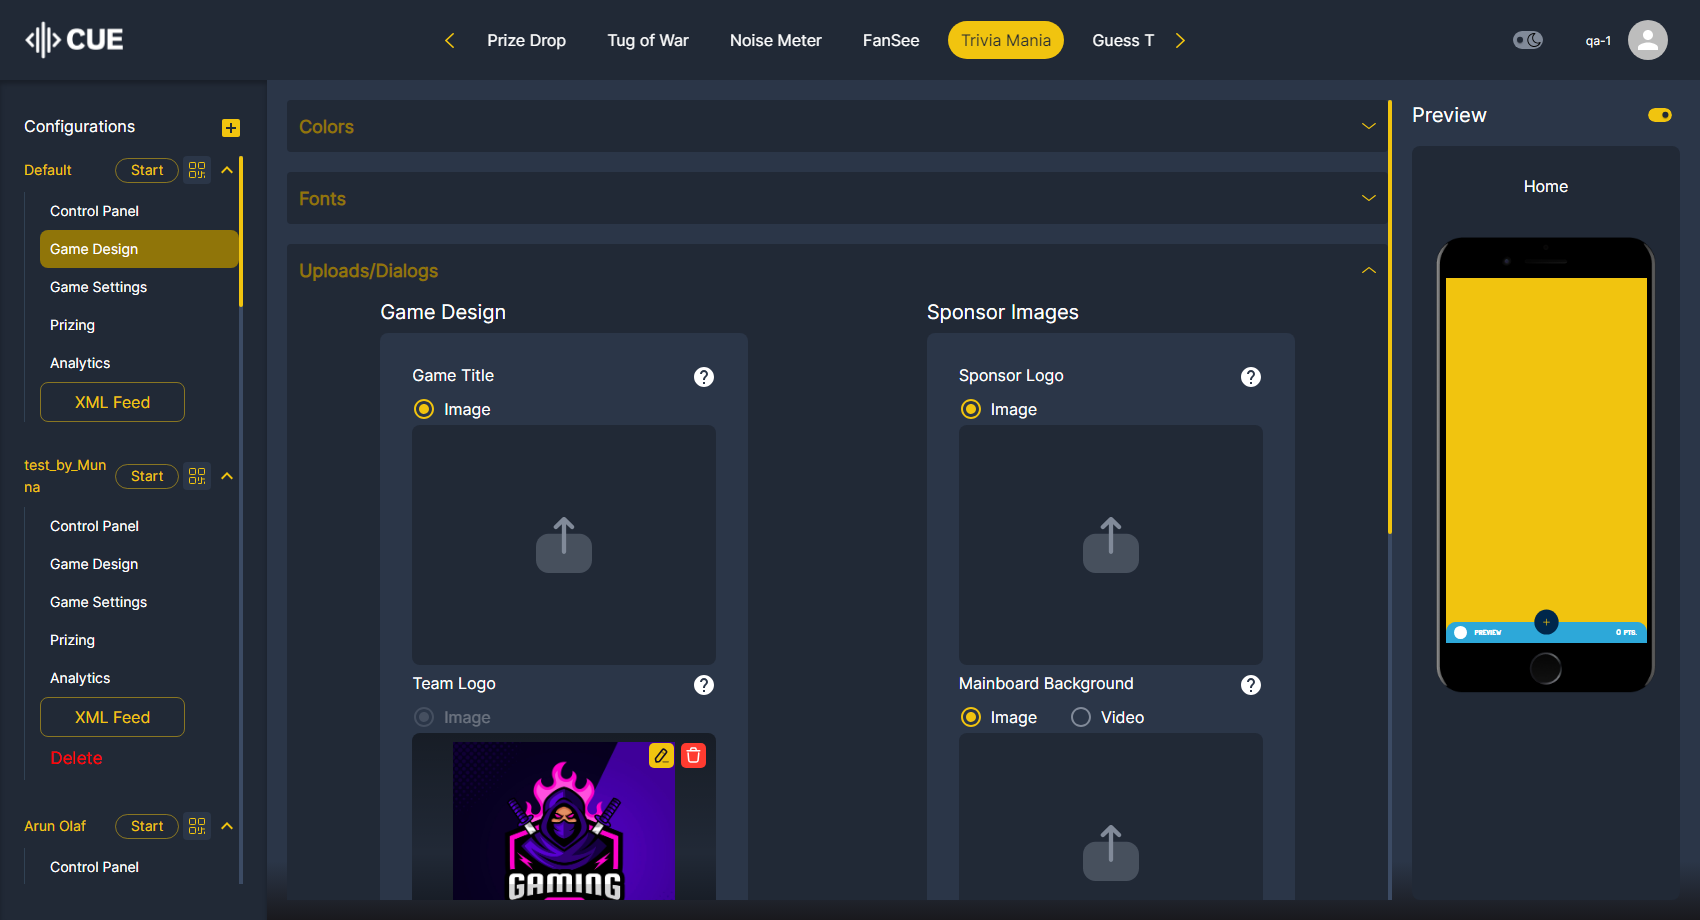 CUE
Prize Drop
Tug of War
Noise Meter
FanSee
Trivia Mania
Guess T
qa-1
Configurations
Default
Start
Control Panel
Game Design
Game Settings
Prizing
Analytics
XML Feed
test_by_Mun
na
Start
Control Panel
Game Design
Game Settings
Prizing
Analytics
XML Feed
Delete
Arun Olaf
Start
Control Panel
Colors
Fonts
Uploads/Dialogs
Game Design
Game Title
Image
Team Logo
Image
GAMING
Sponsor Images
Sponsor Logo
Image
Mainboard Background
Image
Video
Preview
Home
PREVIEW
0 PTS.